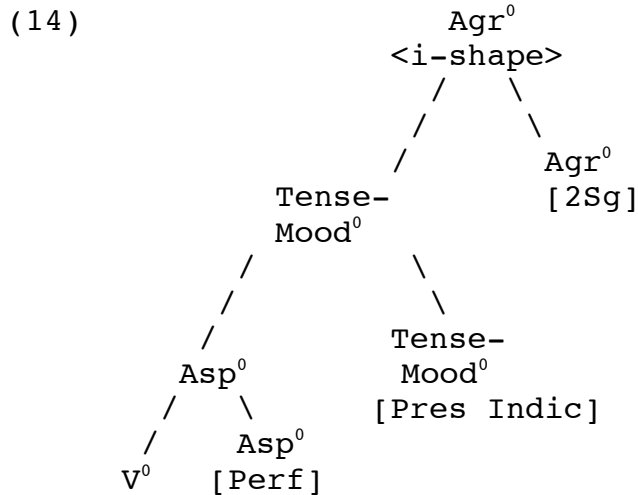 (14)
Agr⁰
<i-shape>
Agr⁰
[2Sg]
Tense-
Mood⁰
Tense-
Mood⁰
[Pres Indic]
Asp⁰
Asp⁰
V⁰ [Perf]